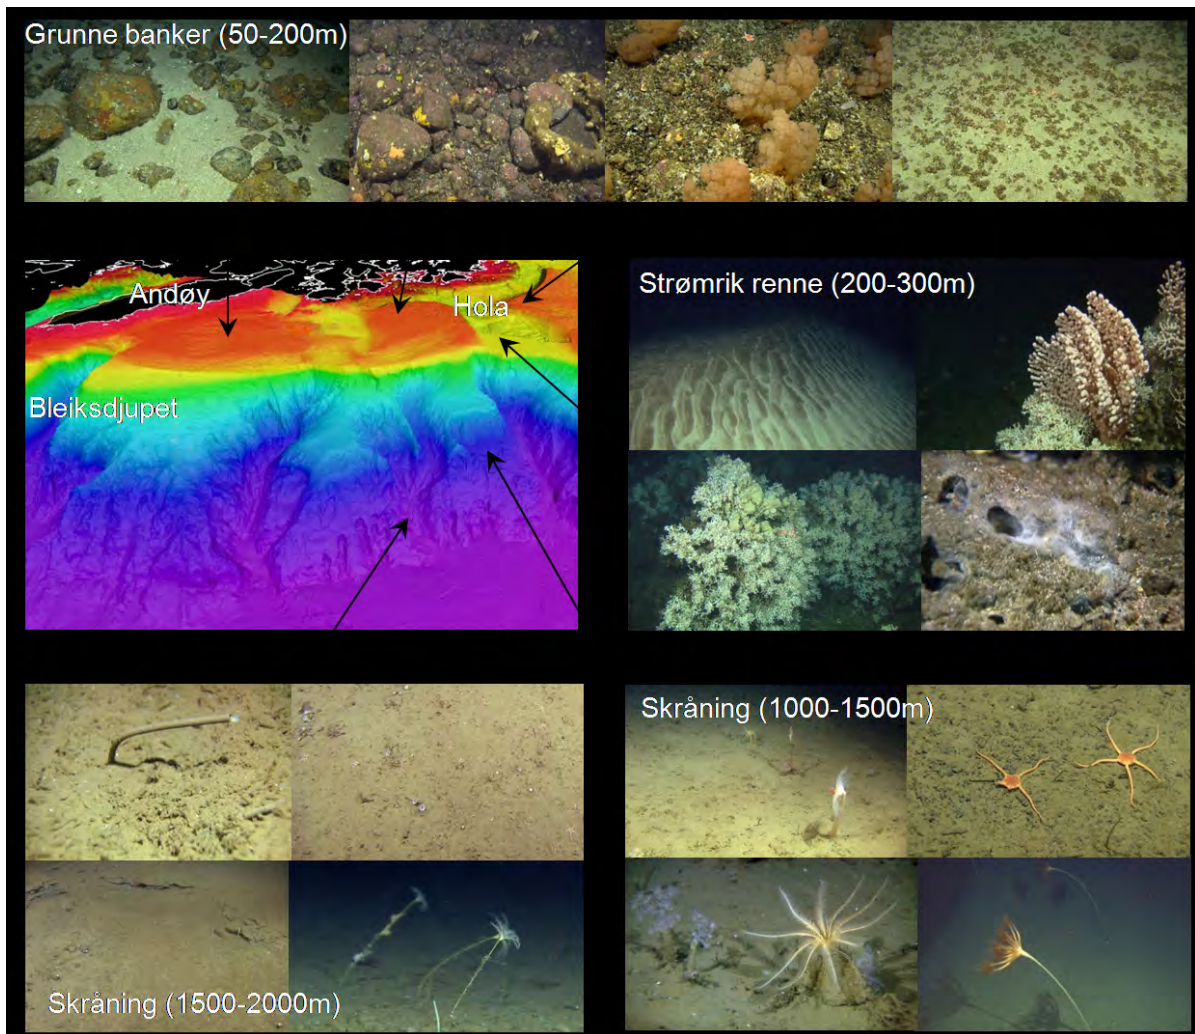 Grunne banker (50-200m)
Andøy
Hola
Bleiksdjupet
Strømrik renne (200-300m)
Skråning (1000-1500m)
Skråning (1500-2000m)